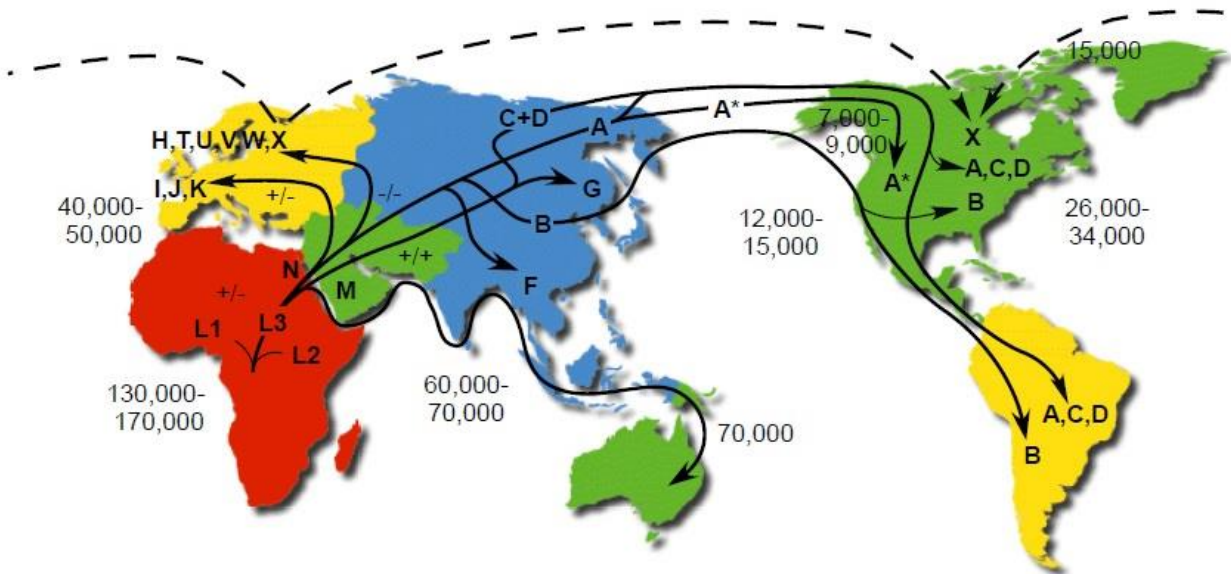 15,000
C+D
A
A*
7,000-
9,000
H,T,U,V,W,X
X
I,J,K
+/-
-/-
G
A,C,D
A*
B
40,000-
50,000
B
12,000-
15,000
26,000-
34,000
N
+/+
M
F
+/-
L3
L1
L2
130,000-
170,000
60,000-
70,000
70,000
A,C,D
B